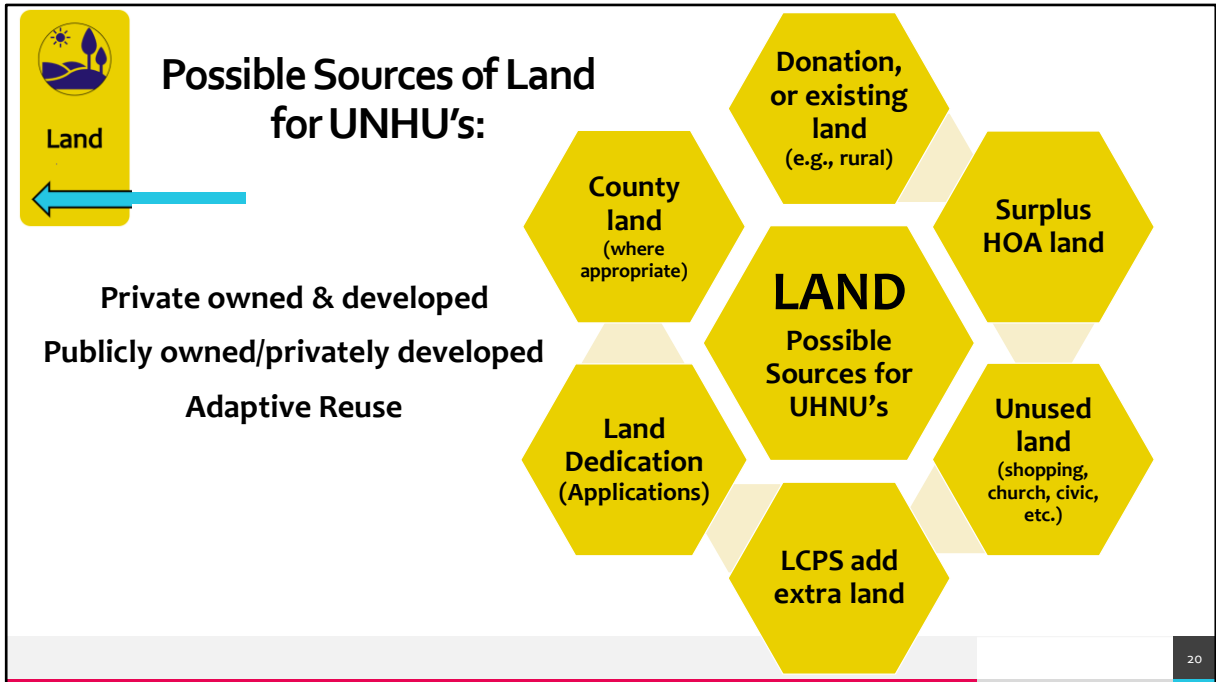 Land
Possible Sources of Land
for UNHU's:
Private owned & developed
Publicly owned/privately developed
Adaptive Reuse
Donation,
or existing
land
(e.g., rural)
Surplus
HOA land
Unused
land
(shopping,
church, civic,
etc.)
LCPS add
extra land
Land
Dedication
(Applications)
County
land
(where
appropriate)
LAND
Possible
Sources for
UHNU's
20